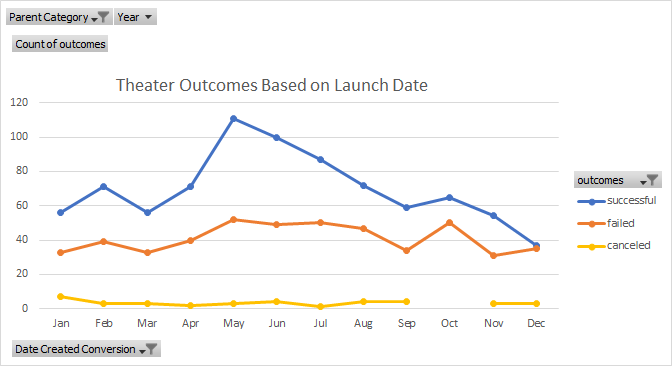 Parent Category Year
Count of outcomes
Theater Outcomes Based on Launch Date
120
100
80
60
40
20
0
Jan Feb Mar Apr May Jun Jul Aug Sep Oct Nov Dec
outcomes
successful
failed
canceled
Date Created Conversion